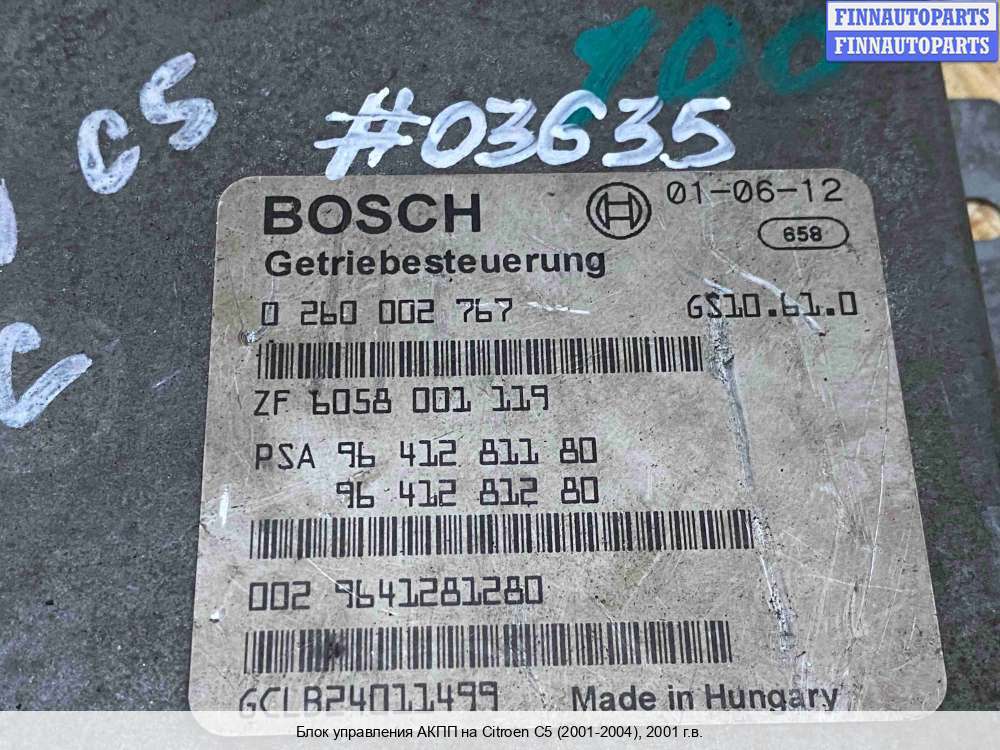 FINNAUTOPARTS
FINNAUTOPARTS
100
C5
#03635
BOSCH
01-06-12
658
Getriebesteuerung
0 260 002 767
GS10.61.0
ZF 6058 001 119
PSA 96 412 811 80
96 412 812 80
002 9641281280
GCLB24011499
Made in Hungary
Блок управления АКПП на Citroen C5 (2001-2004), 2001 г.в.